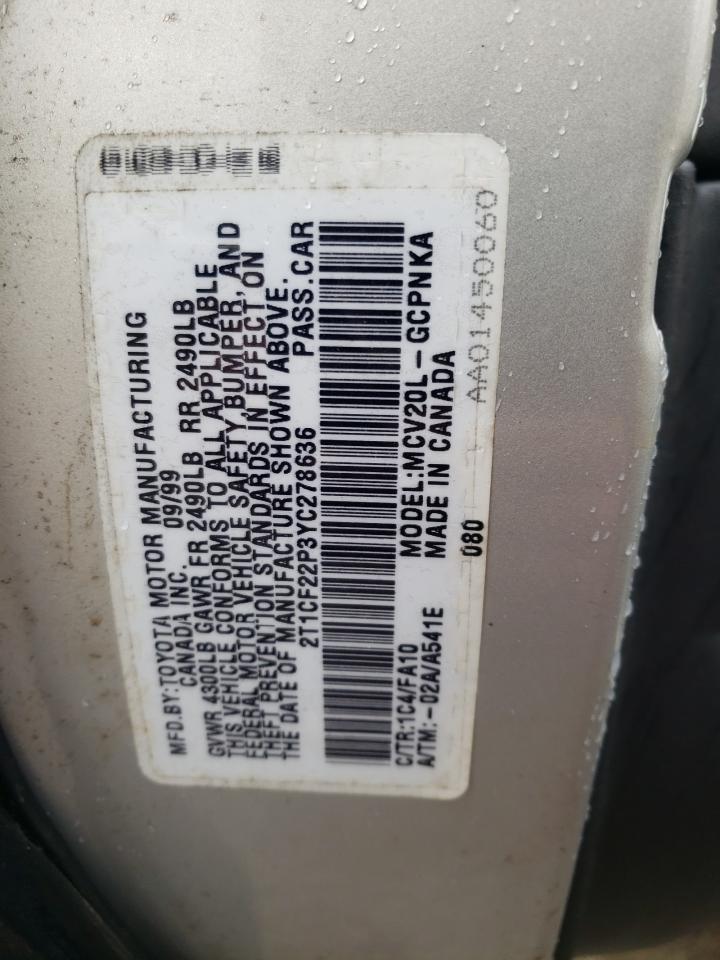 MFD.BY:TOYOTA MOTOR MANUFACTURING
CANADA INC. 09/99
GVWR 4300LB GAWR FR 2490LB RR 2490LB
THIS VEHICLE CONFORMS TO ALL APPLICABLE
FEDERAL MOTOR VEHICLE SAFETY,BUMPER, AND
THEFT PREVENTION STANDARDS IN EFFECT ON
THE DATE OF MANUFACTURE SHOWN ABOVE.
2T1CF22P3YC278636 PASS.CAR
C/TR:1C4/FA10 MODEL:MCV20L-GCPNKA
A/TM:-02A/A541E MADE IN CANADA
080
AA01450060